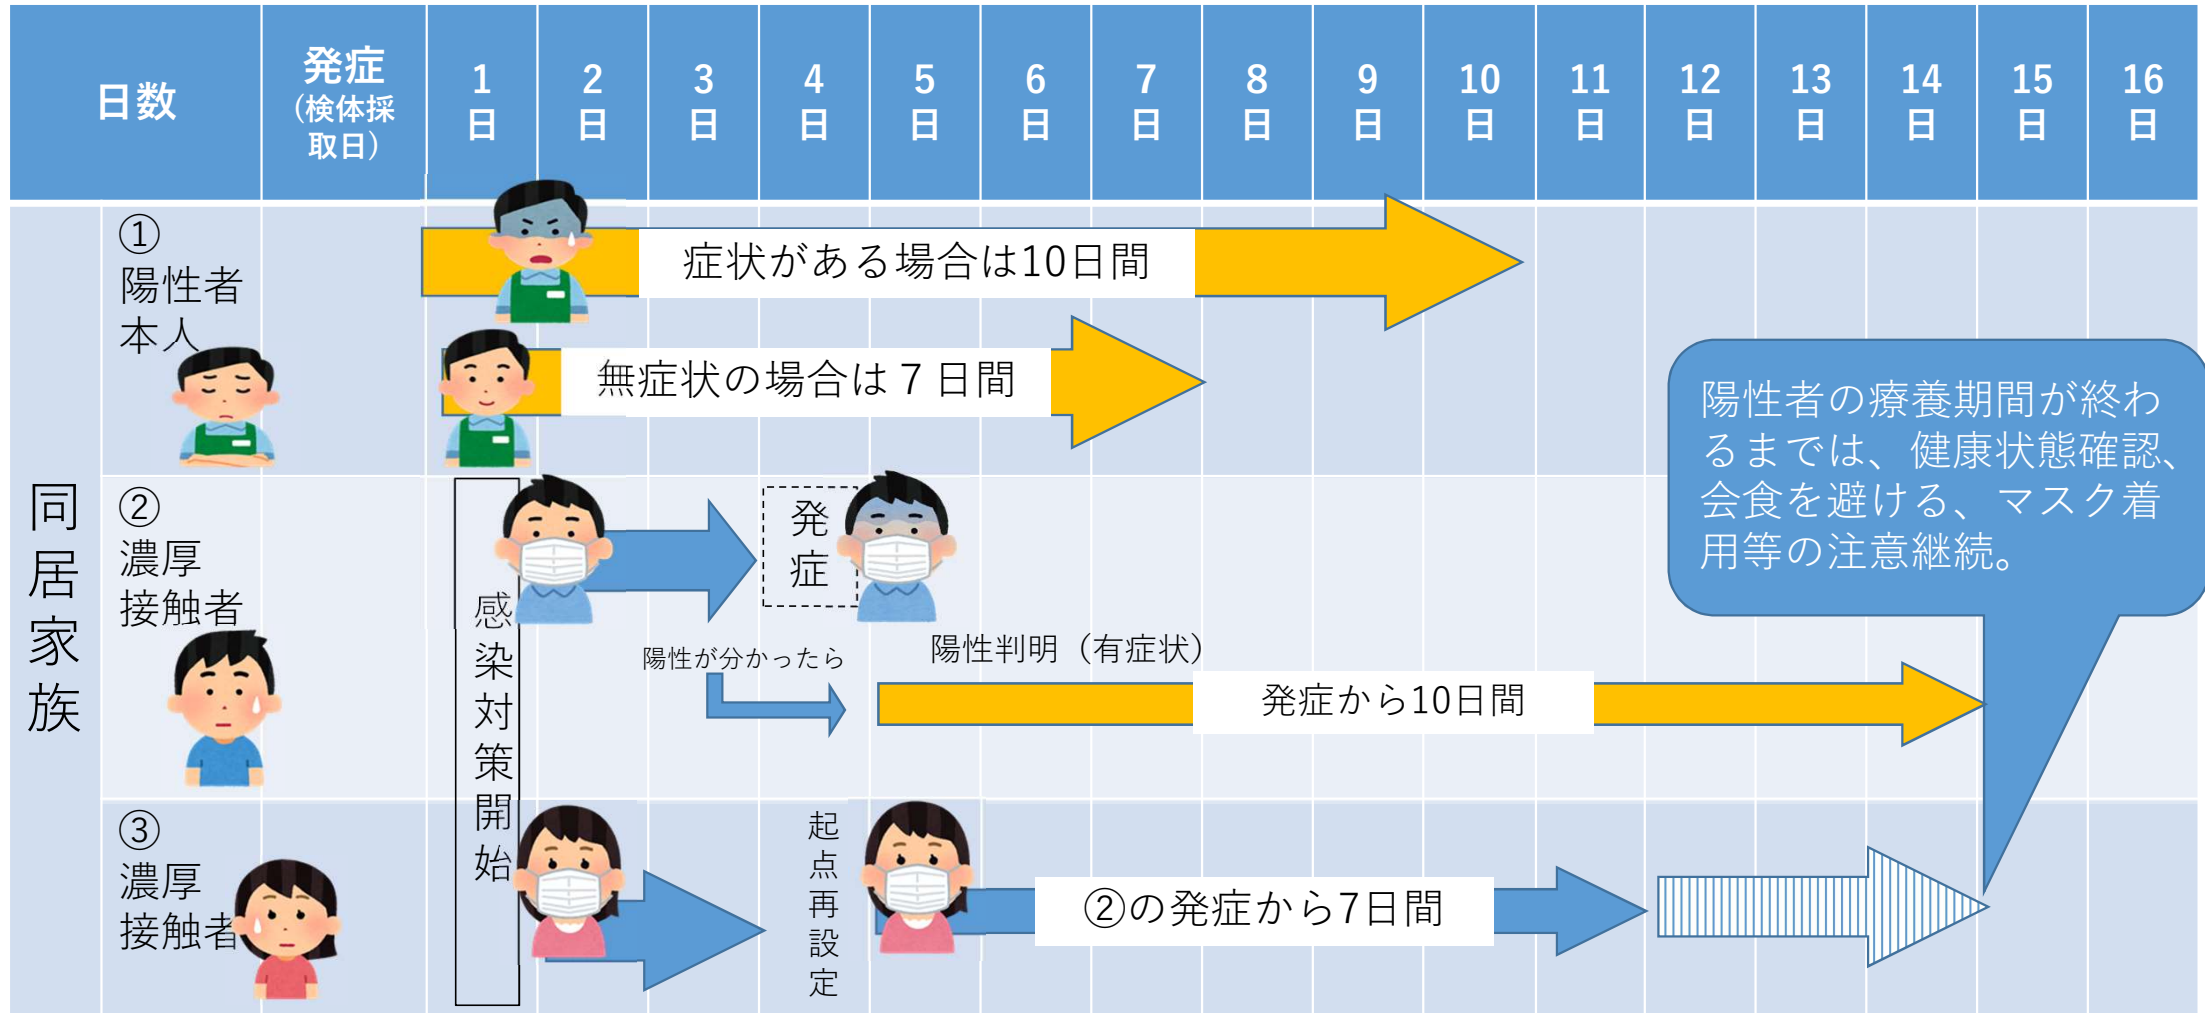 日数
発症
(検体採
取日)
1
日
2
日
3
日
4
日
5
日
6
日
7
日
8
日
9
日
10
日
11
日
12
日
13
日
14
日
15
日
16
日
同居家族
①
陽性者
本人
症状がある場合は10日間
無症状の場合は７日間
②
濃厚
接触者
感染対策開始
発症
陽性が分かったら
陽性判明（有症状）
発症から10日間
陽性者の療養期間が終わ
るまでは、健康状態確認、
会食を避ける、マスク着
用等の注意継続。
③
濃厚
接触者
起点再設定
②の発症から7日間